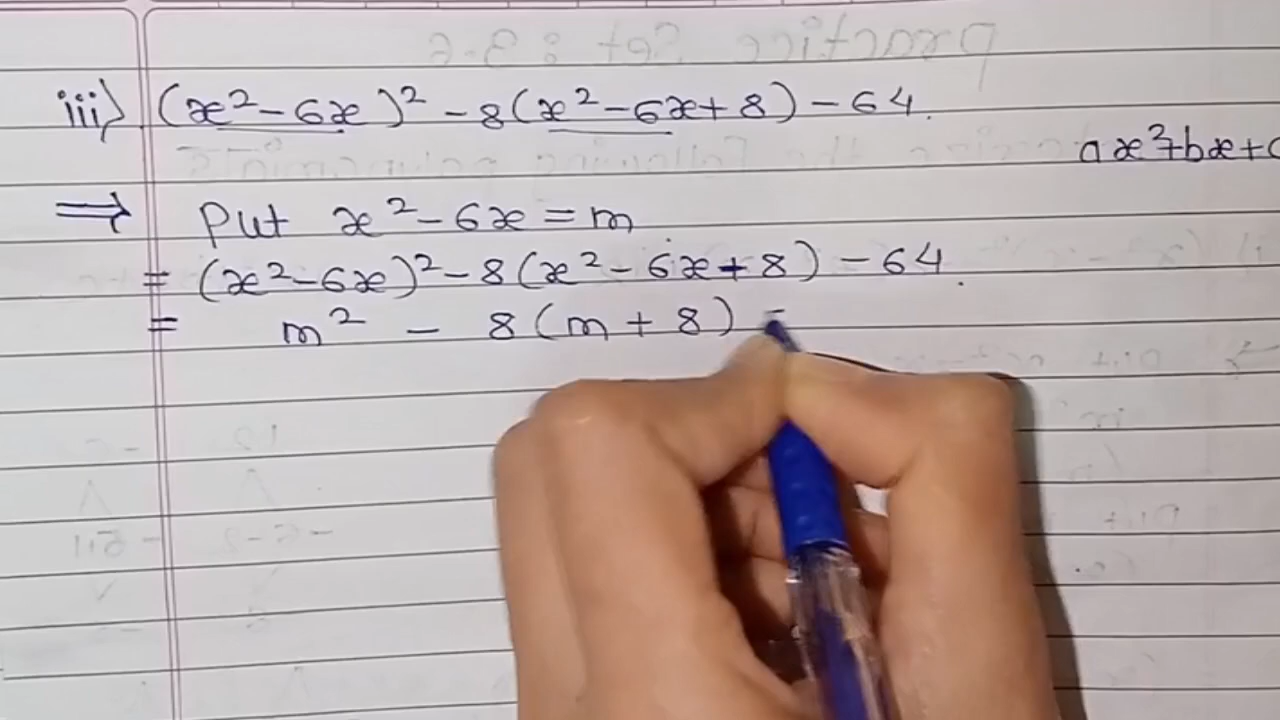 iii) (x²-6x)² - 8(x²-6x+8) - 64.
ax²+bx+c
⇒ Put x²-6x = m
= (x²-6x)² - 8(x²-6x+8) - 64.
= m² - 8(m+8) -